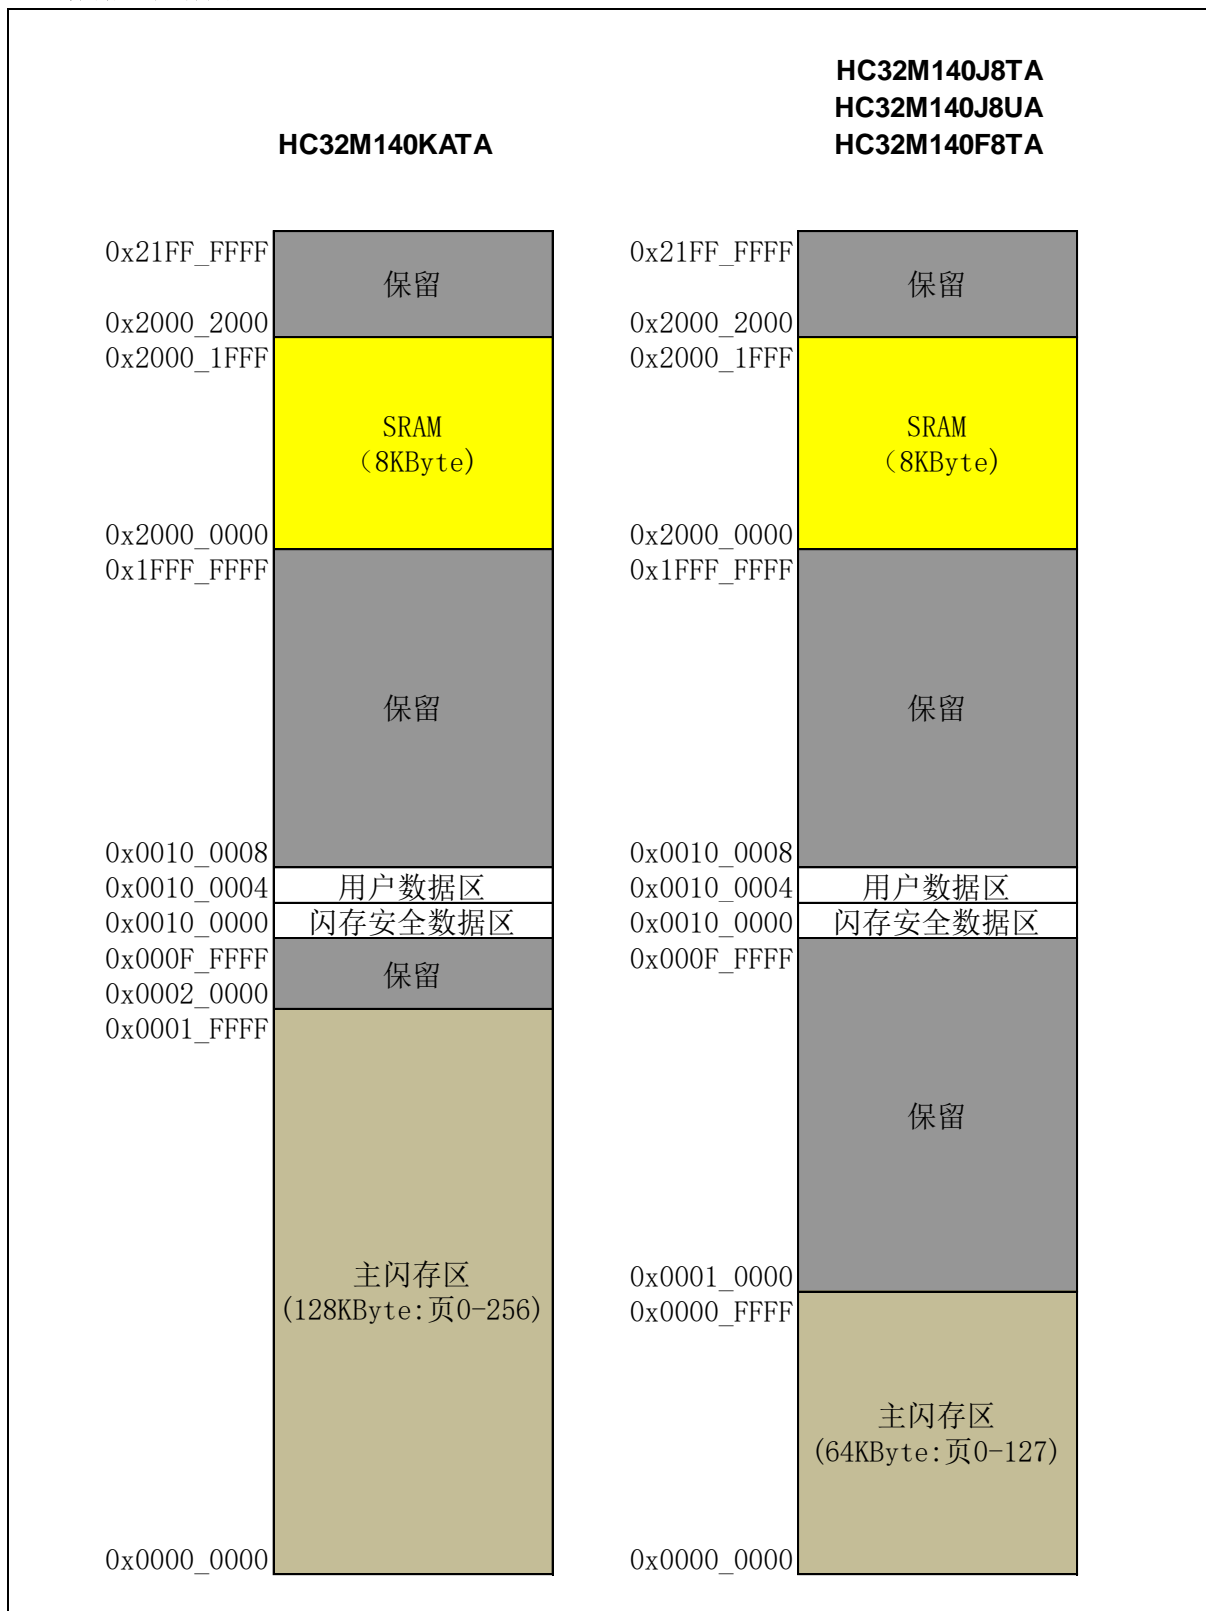 HC32M140KATA
0x21FF_FFFF
保留
0x2000_2000
0x2000_1FFF
SRAM
（8KByte)
0x2000_0000
0x1FFF_FFFF
保留
0x0010_0008
0x0010_0004
用户数据区
0x0010_0000
闪存安全数据区
0x000F_FFFF
保留
0x0002_0000
0x0001_FFFF
主闪存区
(128KByte:页0-256)
0x0000_0000
HC32M140J8TA
HC32M140J8UA
HC32M140F8TA
0x21FF_FFFF
保留
0x2000_2000
0x2000_1FFF
SRAM
（8KByte)
0x2000_0000
0x1FFF_FFFF
保留
0x0010_0008
0x0010_0004
用户数据区
0x0010_0000
闪存安全数据区
0x000F_FFFF
保留
0x0001_0000
0x0000_FFFF
主闪存区
(64KByte:页0-127)
0x0000_0000